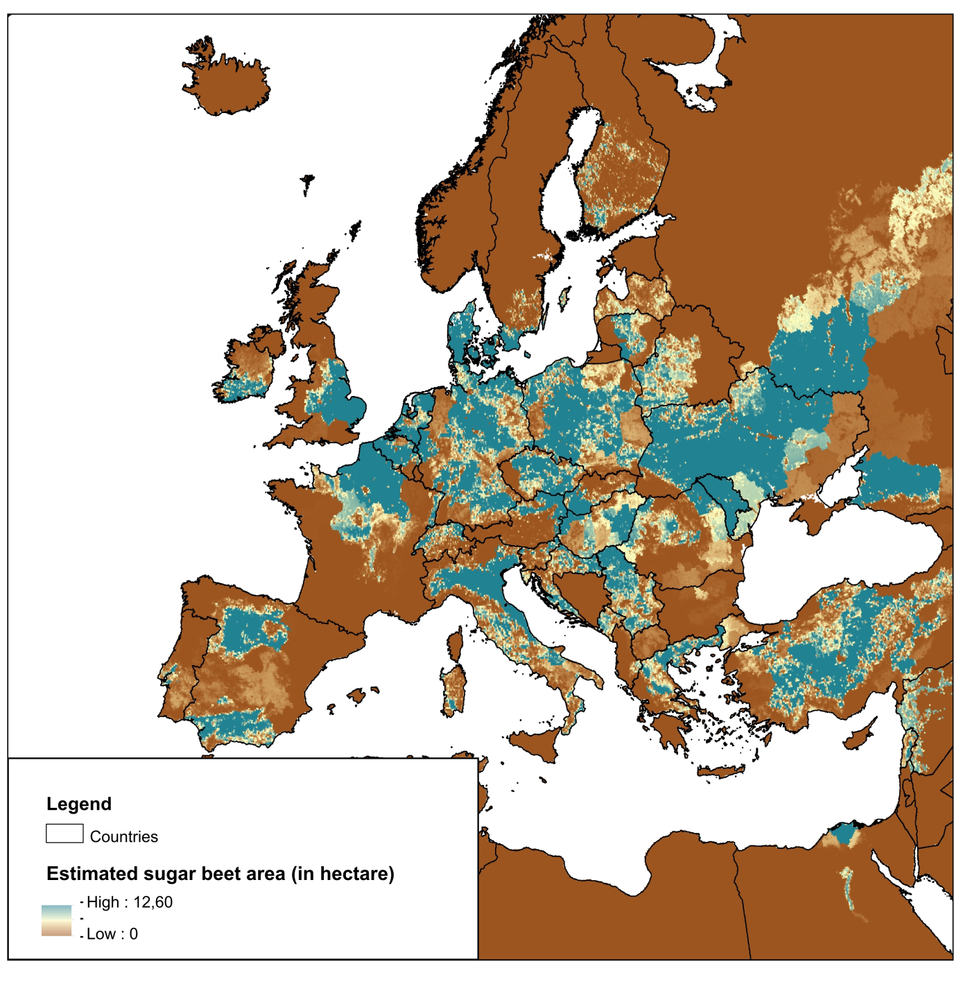 Legend
Countries
Estimated sugar beet area (in hectare)
- High : 12,60
-
- Low : 0